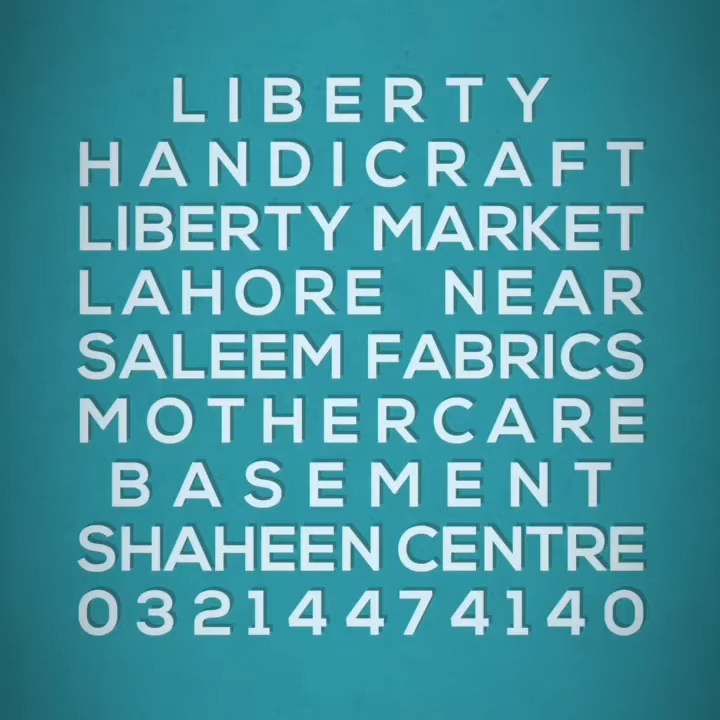 LIBERTY
HANDICRAFT
LIBERTY MARKET
LAHORE NEAR
SALEEM FABRICS
MOTHERCARE
BASEMENT
SHAHEEN CENTRE
03214474140